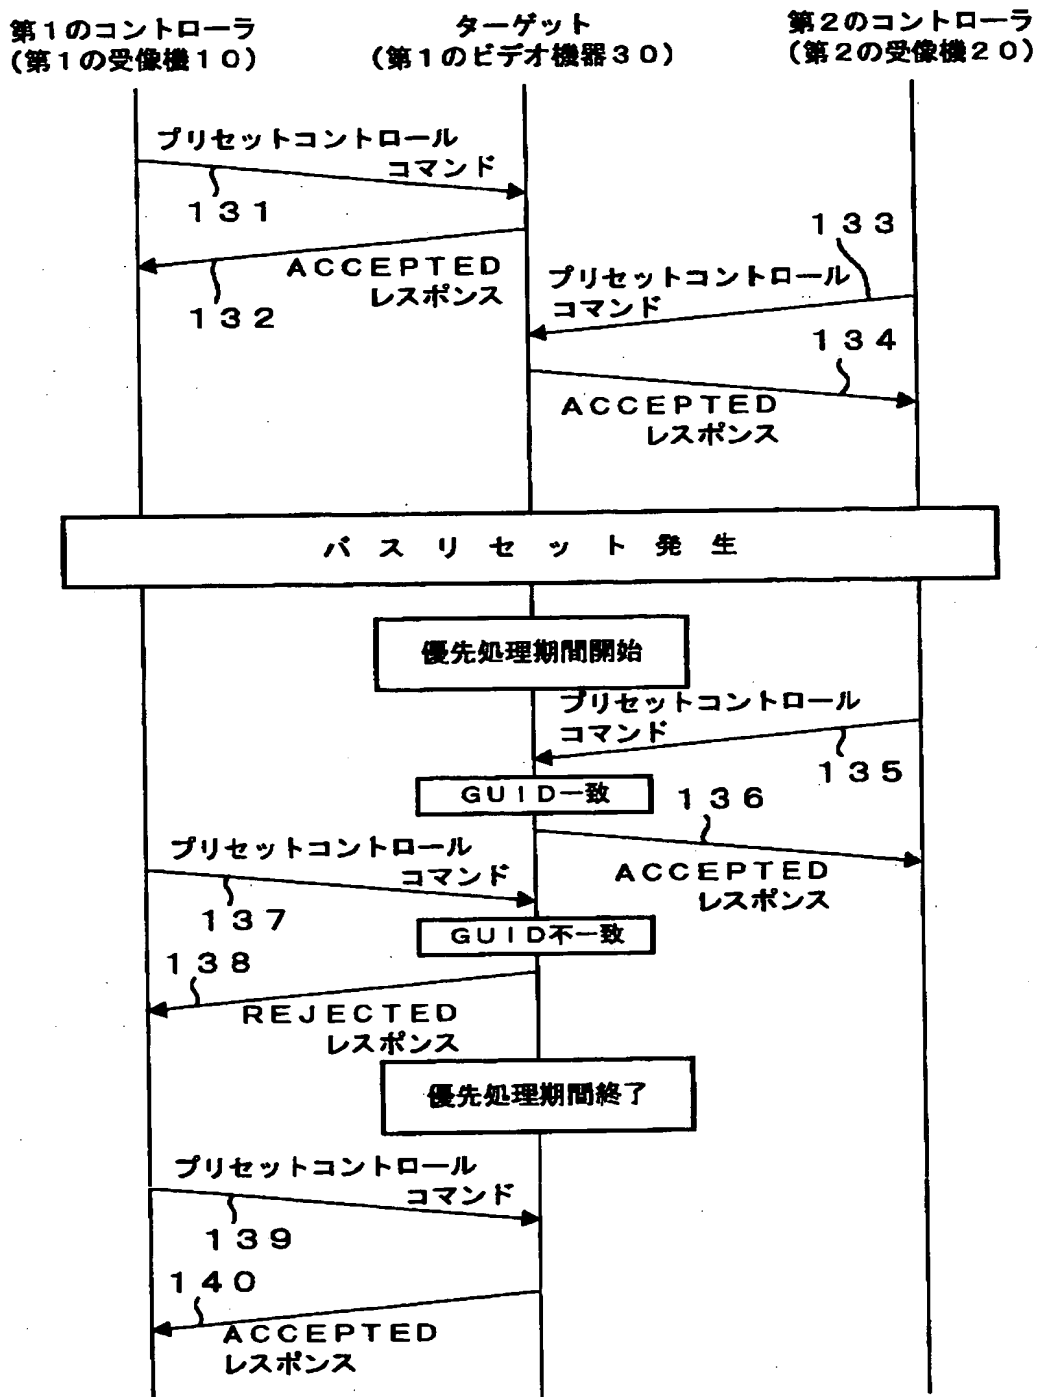 第1のコントローラ
(第1の受像機10)
ターゲット
(第1のビデオ機器30)
第2のコントローラ
(第2の受像機20)
プリセットコントロール
コマンド
131
ACCEPTED
レスポンス
132
133
プリセットコントロール
コマンド
134
ACCEPTED
レスポンス
バスリセット発生
優先処理期間開始
プリセットコントロール
コマンド
135
GUID一致
136
ACCEPTED
レスポンス
プリセットコントロール
コマンド
137
GUID不一致
138
REJECTED
レスポンス
優先処理期間終了
プリセットコントロール
コマンド
139
140
ACCEPTED
レスポンス